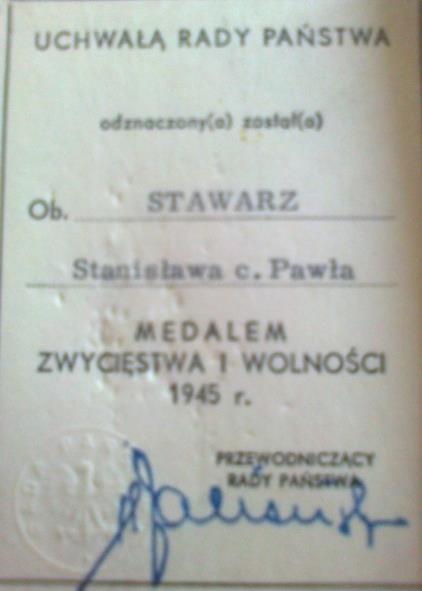 UCHWAŁĄ RADY PAŃSTWA
odznaczony(a) został(a)
Ob. STAWARZ
Stanisława c. Pawła
MEDALEM
ZWYCIĘSTWA I WOLNOŚCI
1945 r.
PRZEWODNICZĄCY
RADY PAŃSTWA